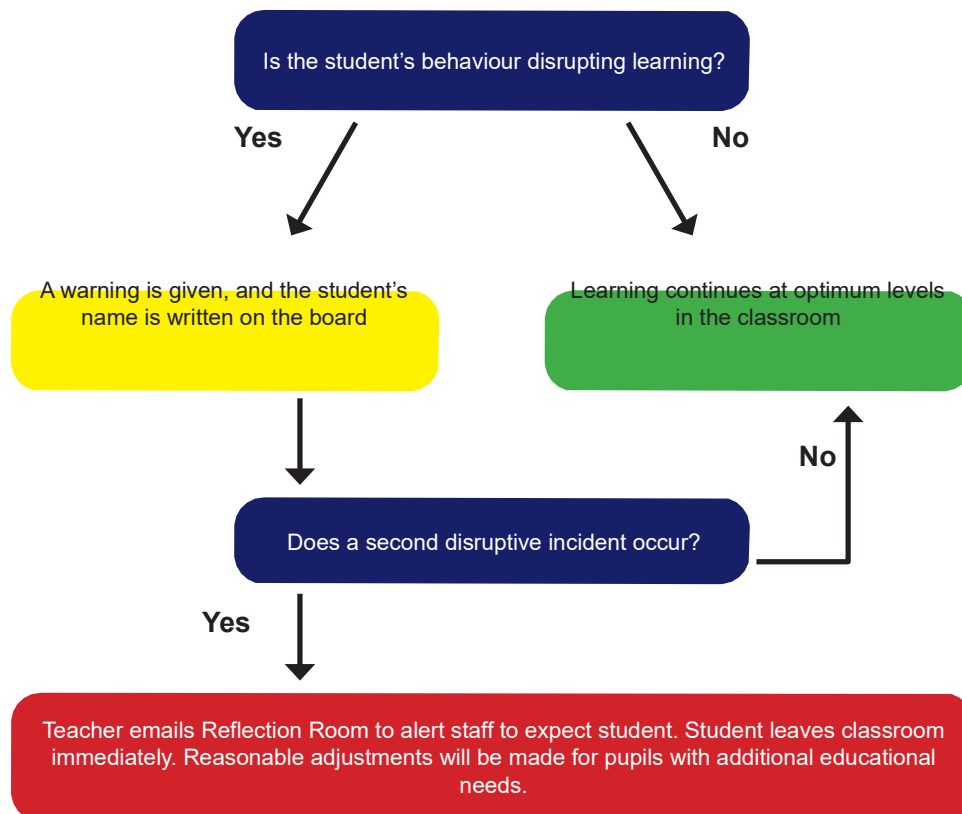 Is the student’s behaviour disrupting learning?
Yes
No
A warning is given, and the student’s
name is written on the board
Learning continues at optimum levels
in the classroom
No
Does a second disruptive incident occur?
Yes
Teacher emails Reflection Room to alert staff to expect student. Student leaves classroom
immediately. Reasonable adjustments will be made for pupils with additional educational
needs.